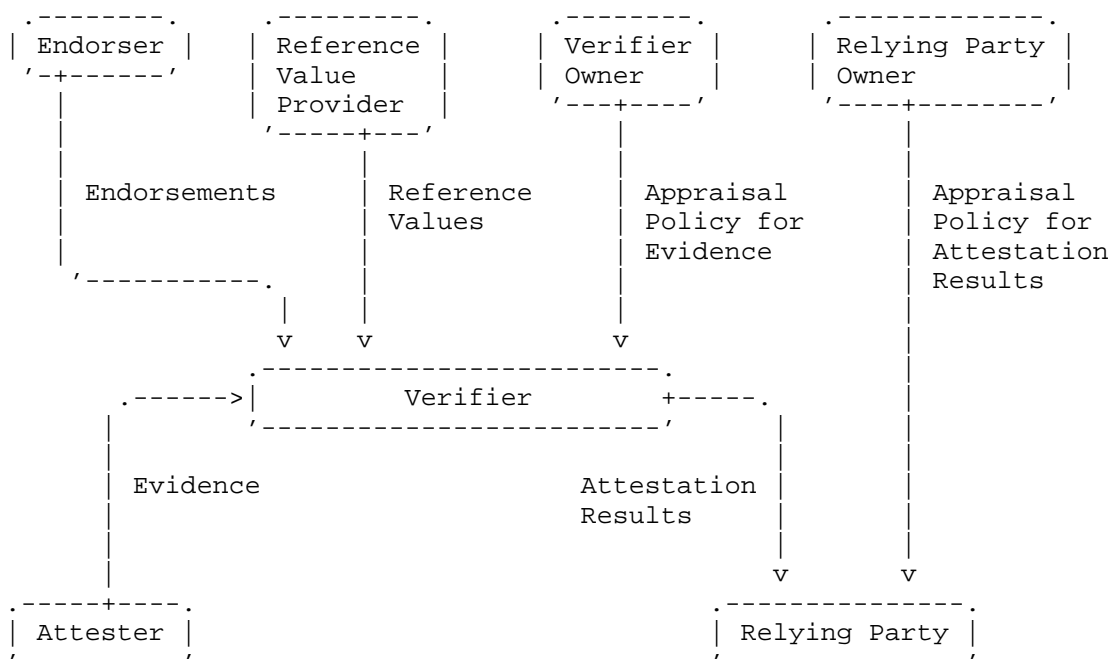 Endorser
Reference
Value
Provider
Verifier
Owner
Relying Party
Owner
Endorsements
Reference
Values
Appraisal
Policy for
Evidence
Appraisal
Policy for
Attestation
Results
v v v
Verifier
Evidence
Attestation
Results
v v
Attester
Relying Party